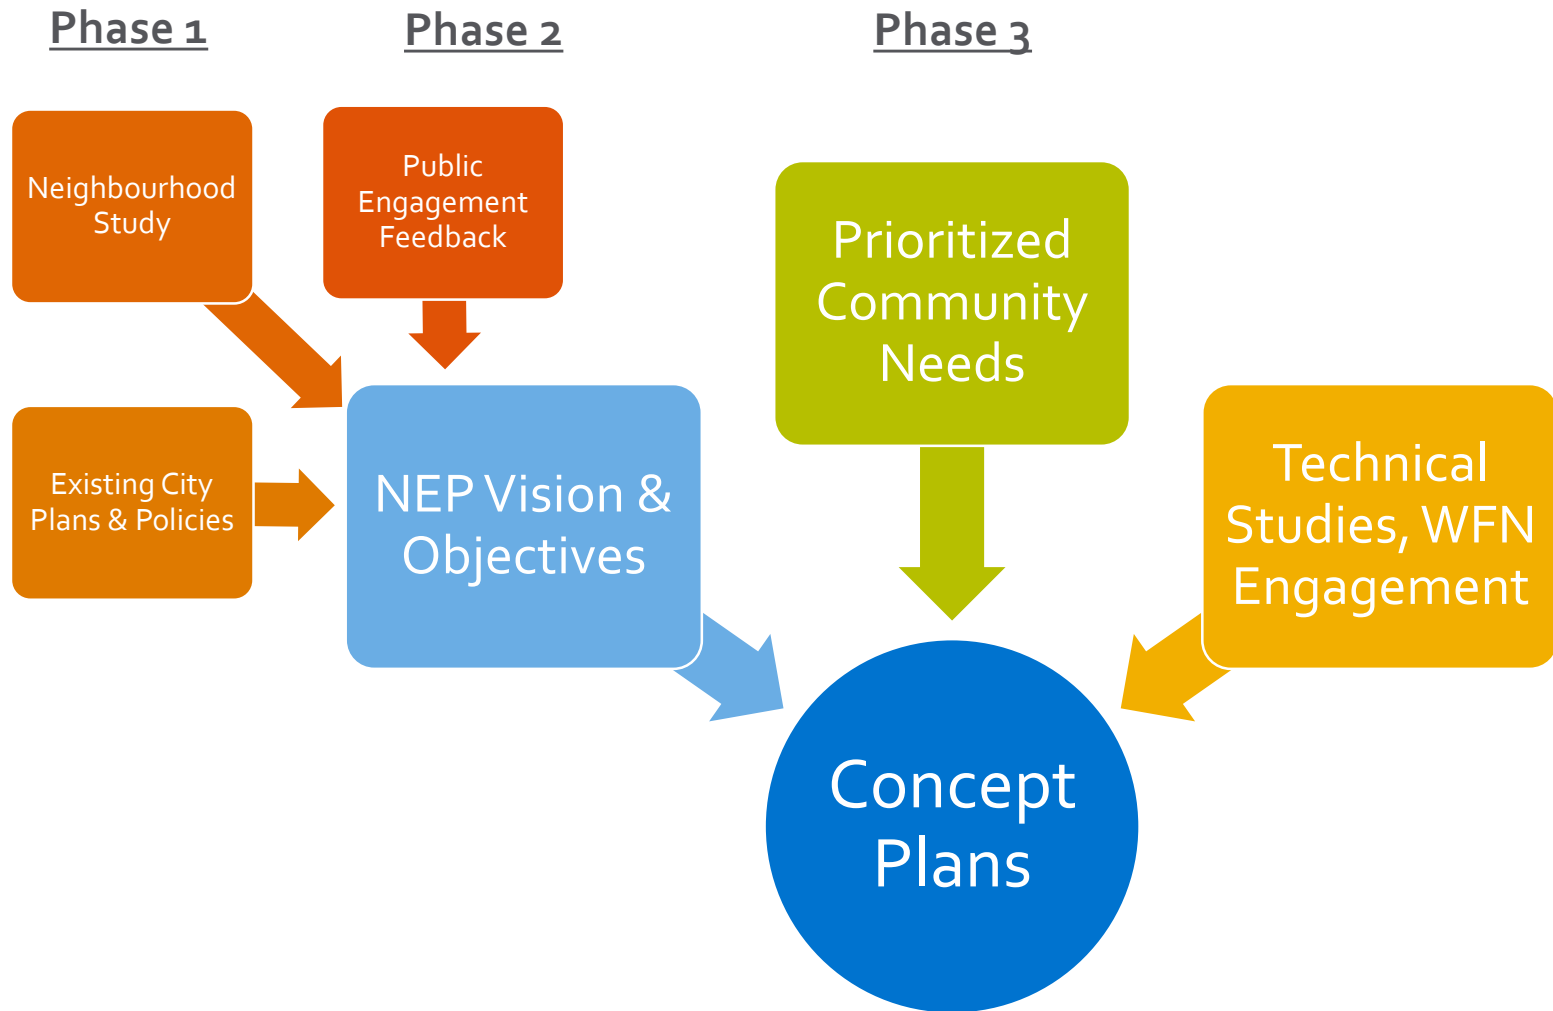 Phase 1
Phase 2
Phase 3
Neighbourhood
Study
Public
Engagement
Feedback
Prioritized
Community
Needs
Existing City
Plans & Policies
NEP Vision &
Objectives
Technical
Studies, WFN
Engagement
Concept
Plans